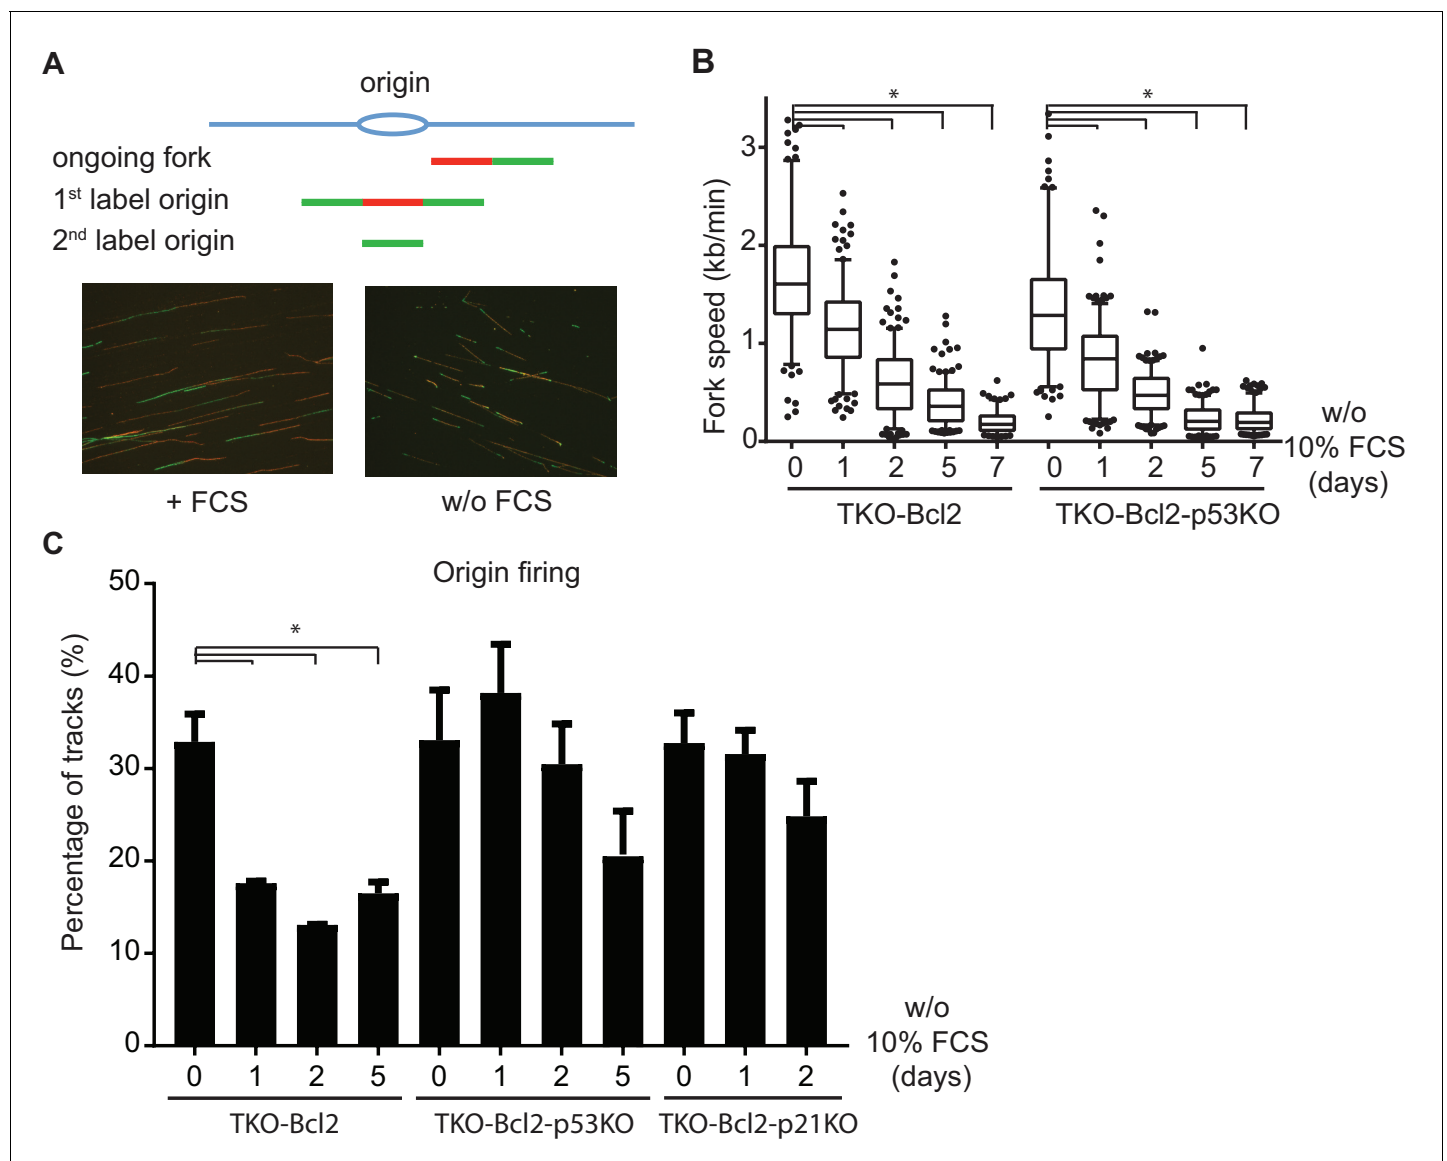 A
origin
ongoing fork
1st label origin
2nd label origin
+ FCS
w/o FCS
B
Fork speed (kb/min)
3
2
1
0
*
*
0 1 2 5 7 0 1 2 5 7
w/o
10% FCS
(days)
TKO-Bcl2
TKO-Bcl2-p53KO
C
Origin firing
Percentage of tracks (%)
50
40
30
20
10
0
*
0 1 2 5 0 1 2 5 0 1 2
w/o
10% FCS
(days)
TKO-Bcl2
TKO-Bcl2-p53KO
TKO-Bcl2-p21KO